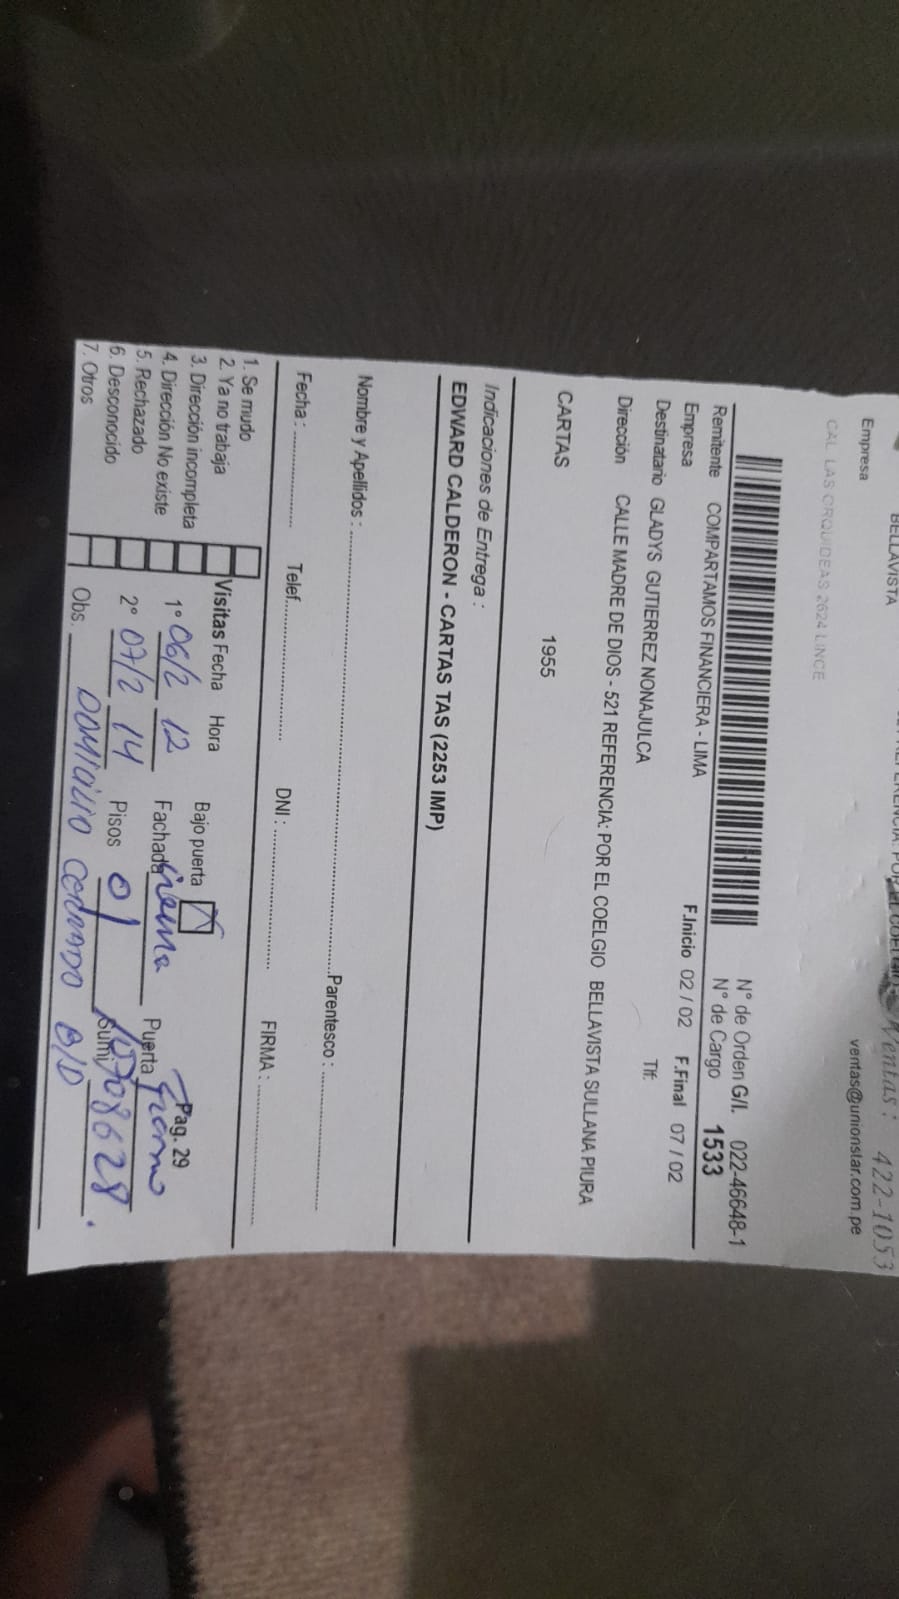 BELLAVISTA
Ventas: 422-1053
Empresa
ventas@unionstar.com.pe
CAL. LAS ORQUIDEAS 2624 LINCE
N° de Orden G/I. 022-46648-1
N° de Cargo 1533
Remitente COMPARTAMOS FINANCIERA - LIMA
Empresa F.Inicio 02 / 02 F.Final 07 / 02
Destinatario GLADYS GUTIERREZ NONAJULCA Tlf:
Dirección CALLE MADRE DE DIOS - 521 REFERENCIA: POR EL COELGIO BELLAVISTA SULLANA PIURA
CARTAS 1955
Indicaciones de Entrega :
EDWARD CALDERON - CARTAS TAS (2253 IMP)
Nombre y Apellidos : Parentesco :
Fecha : Telef. DNI : FIRMA :
1. Se mudo
2. Ya no trabaja
3. Dirección incompleta
4. Dirección No existe
5. Rechazado
6. Desconocido
7. Otros
Visitas Fecha Hora Bajo puerta Pag. 29
1° 06/2 12 Fachada Puerta Fierro
2° 07/2 14 Pisos 01 Sumi
Obs. DOMICILIO CERRADO B/D